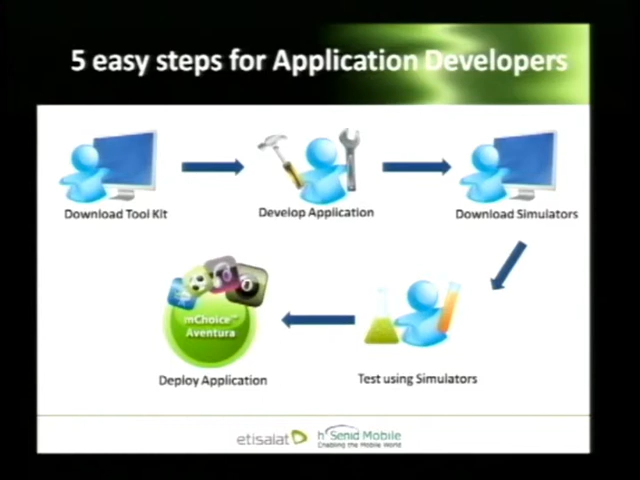 5 easy steps for Application Developers
Download Tool Kit
Develop Application
Download Simulators
mChoice™
Aventura
Deploy Application
Test using Simulators
etisalat
hSenid Mobile
Enabling the Mobile World